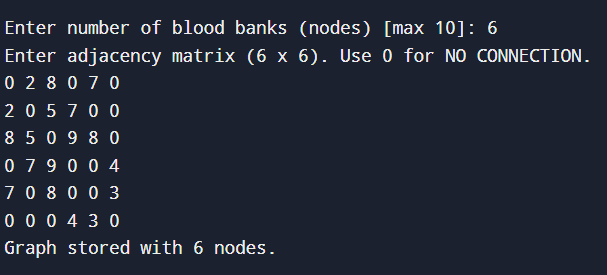 Enter number of blood banks (nodes) [max 10]: 6
Enter adjacency matrix (6 x 6). Use 0 for NO CONNECTION.
0 2 8 0 7 0
2 0 5 7 0 0
8 5 0 9 8 0
0 7 9 0 0 4
7 0 8 0 0 3
0 0 0 4 3 0
Graph stored with 6 nodes.